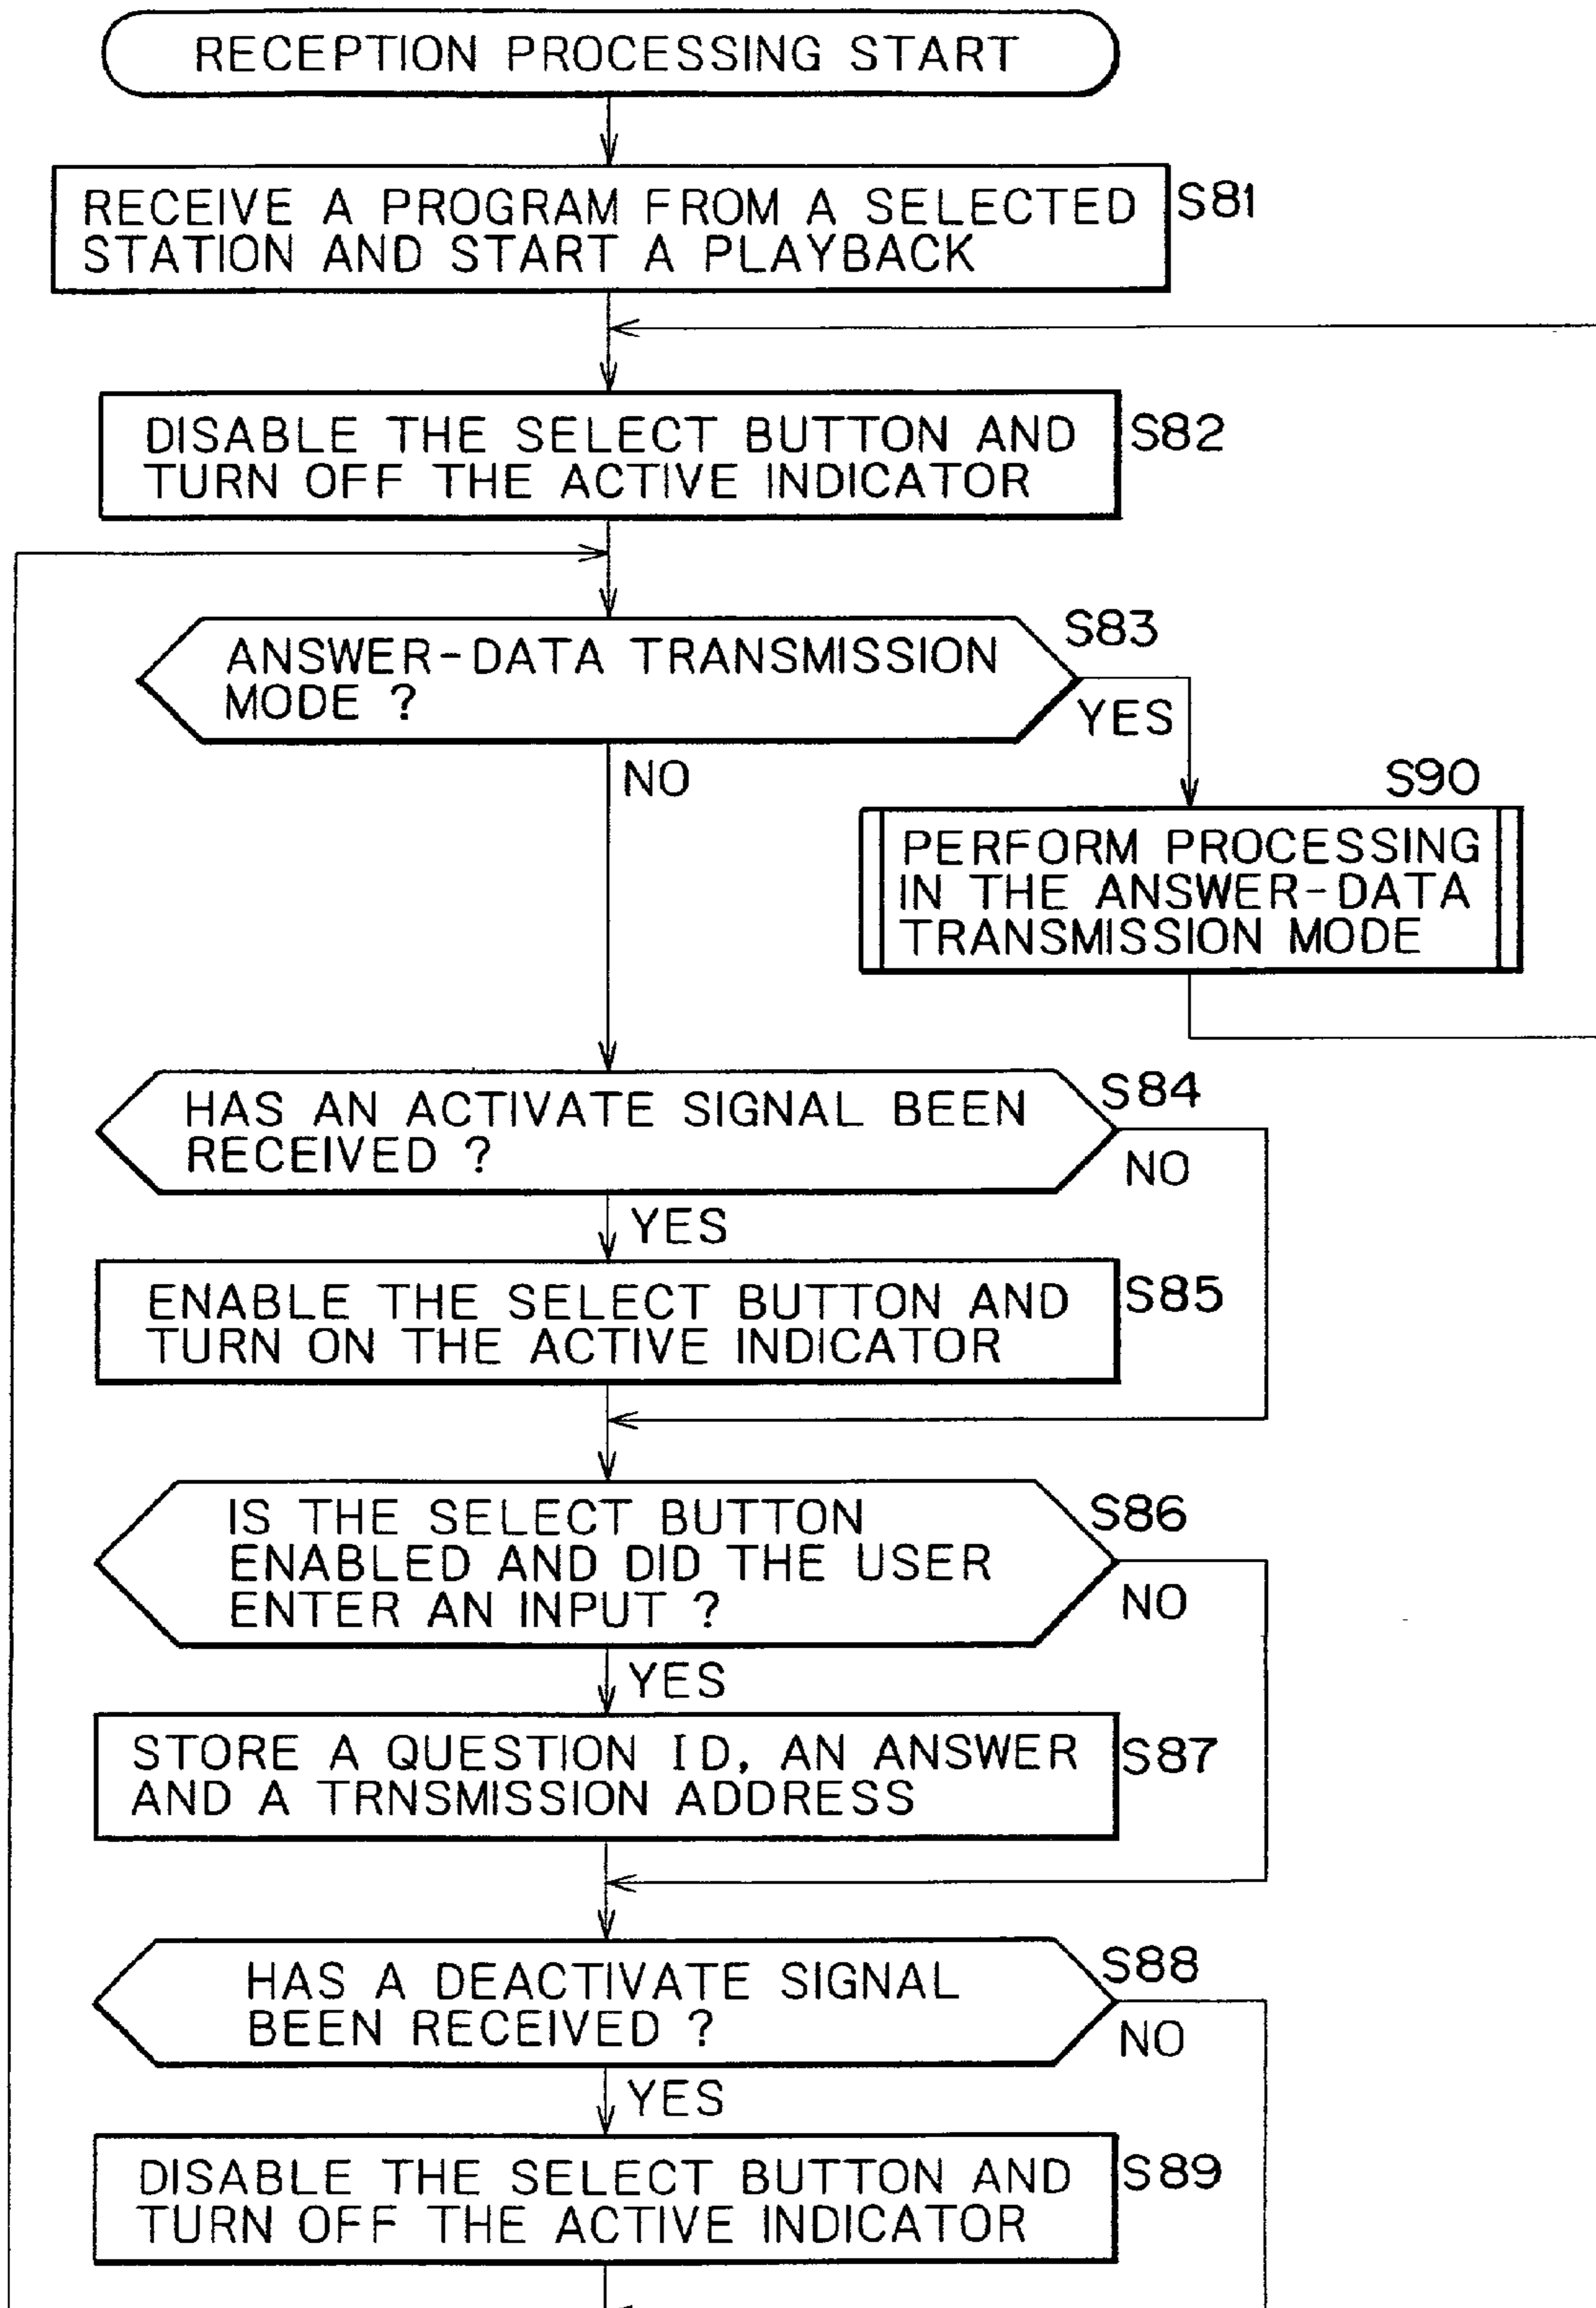 RECEPTION PROCESSING START
RECEIVE A PROGRAM FROM A SELECTED
STATION AND START A PLAYBACK
S81
DISABLE THE SELECT BUTTON AND
TURN OFF THE ACTIVE INDICATOR
S82
ANSWER-DATA TRANSMISSION
MODE ?
S83
YES
NO
S90
PERFORM PROCESSING
IN THE ANSWER-DATA
TRANSMISSION MODE
HAS AN ACTIVATE SIGNAL BEEN
RECEIVED ?
S84
NO
YES
ENABLE THE SELECT BUTTON AND
TURN ON THE ACTIVE INDICATOR
S85
IS THE SELECT BUTTON
ENABLED AND DID THE USER
ENTER AN INPUT ?
S86
NO
YES
STORE A QUESTION ID, AN ANSWER
AND A TRNSMISSION ADDRESS
S87
HAS A DEACTIVATE SIGNAL
BEEN RECEIVED ?
S88
NO
YES
DISABLE THE SELECT BUTTON AND
TURN OFF THE ACTIVE INDICATOR
S89